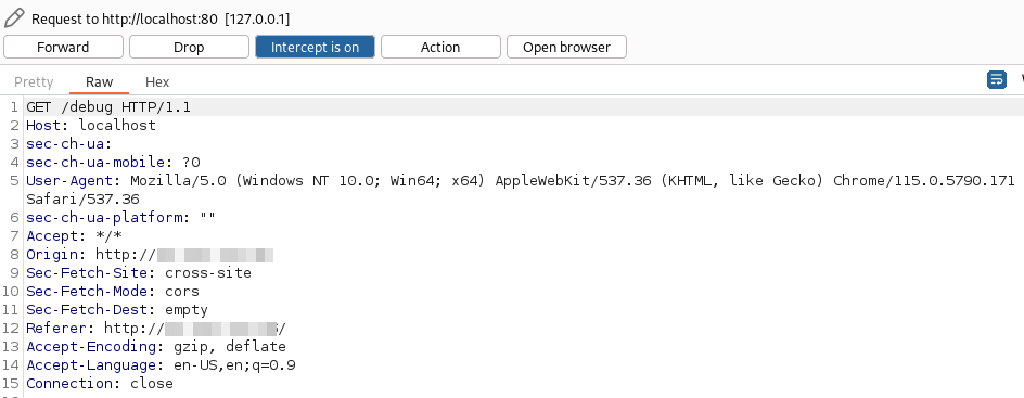 Request to http://localhost:80 [127.0.0.1]
Forward Drop Intercept is on Action Open browser
Pretty Raw Hex
1 GET /debug HTTP/1.1
2 Host: localhost
3 sec-ch-ua:
4 sec-ch-ua-mobile: ?0
5 User-Agent: Mozilla/5.0 (Windows NT 10.0; Win64; x64) AppleWebKit/537.36 (KHTML, like Gecko) Chrome/115.0.5790.171
Safari/537.36
6 sec-ch-ua-platform: ""
7 Accept: */*
8 Origin: http://
9 Sec-Fetch-Site: cross-site
10 Sec-Fetch-Mode: cors
11 Sec-Fetch-Dest: empty
12 Referer: http:// /
13 Accept-Encoding: gzip, deflate
14 Accept-Language: en-US,en;q=0.9
15 Connection: close